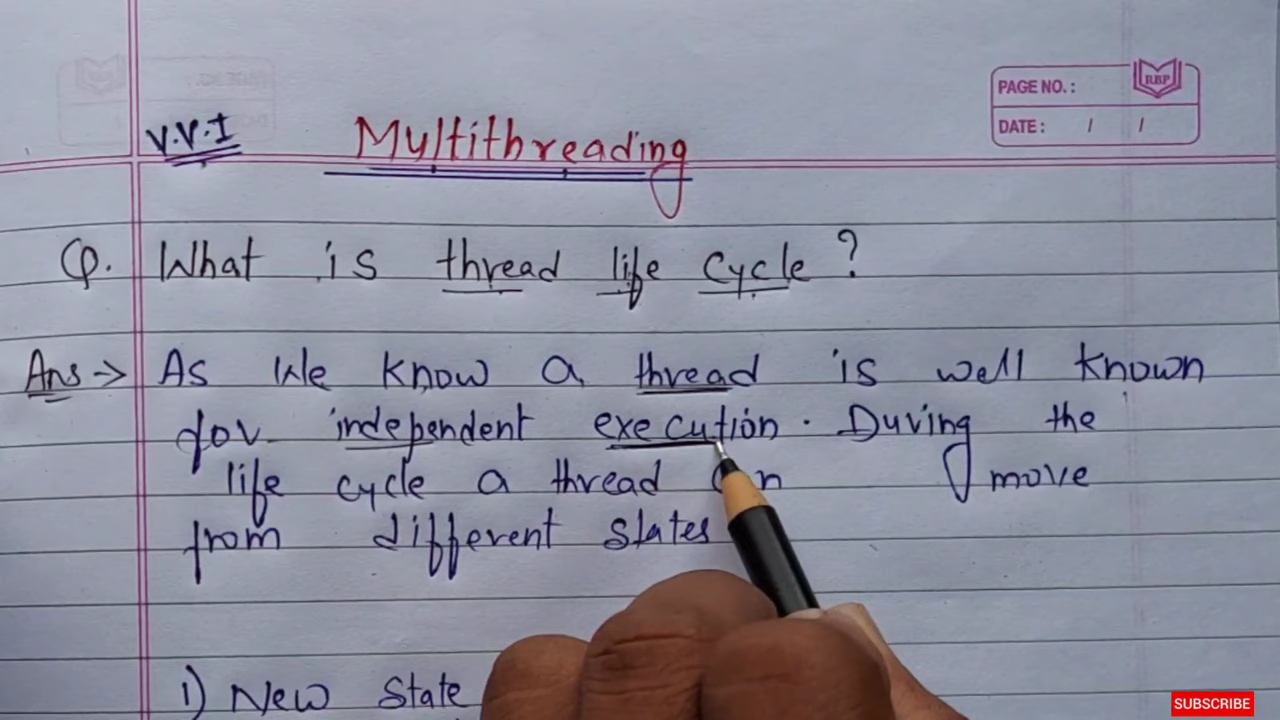 PAGE NO. :
RBP
DATE : / /
V.V.I Multithreading
Q. What is thread life cycle ?
Ans → As we know a thread is well known
for independent execution . During the
life cycle a thread move
from different states
1) New state
SUBSCRIBE